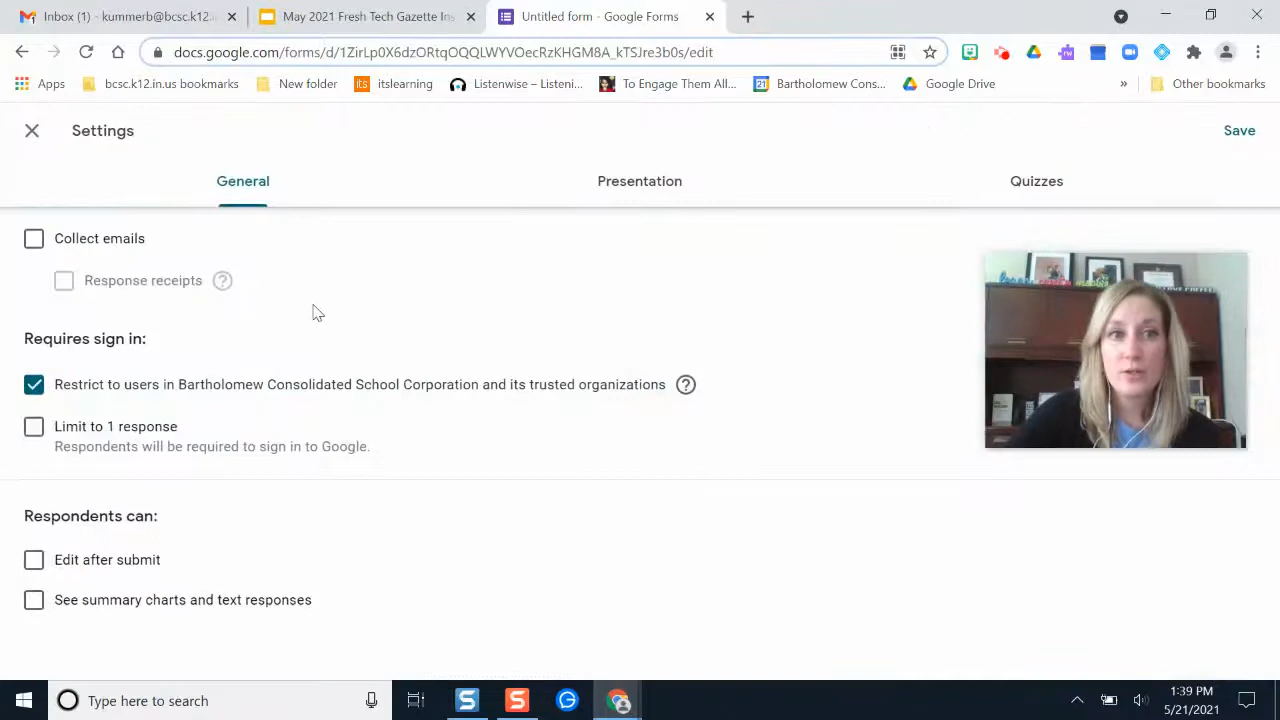 Inbox (1) - kummerb@bcsc.k12.i
May 2021 Fresh Tech Gazette Ins
Untitled form - Google Forms
docs.google.com/forms/d/1ZirLp0X6dzORtqOQQLWYVOecRzKHGM8A_kTSJre3b0s/edit
Apps
bcsc.k12.in.us bookmarks
New folder
its
itslearning
Listenwise – Listeni...
To Engage Them All...
21
Bartholomew Cons...
Google Drive
»
Other bookmarks
Settings
Save
General
Presentation
Quizzes
Collect emails
Response receipts
Requires sign in:
Restrict to users in Bartholomew Consolidated School Corporation and its trusted organizations
Limit to 1 response
Respondents will be required to sign in to Google.
Respondents can:
Edit after submit
See summary charts and text responses
Type here to search
1:39 PM
5/21/2021